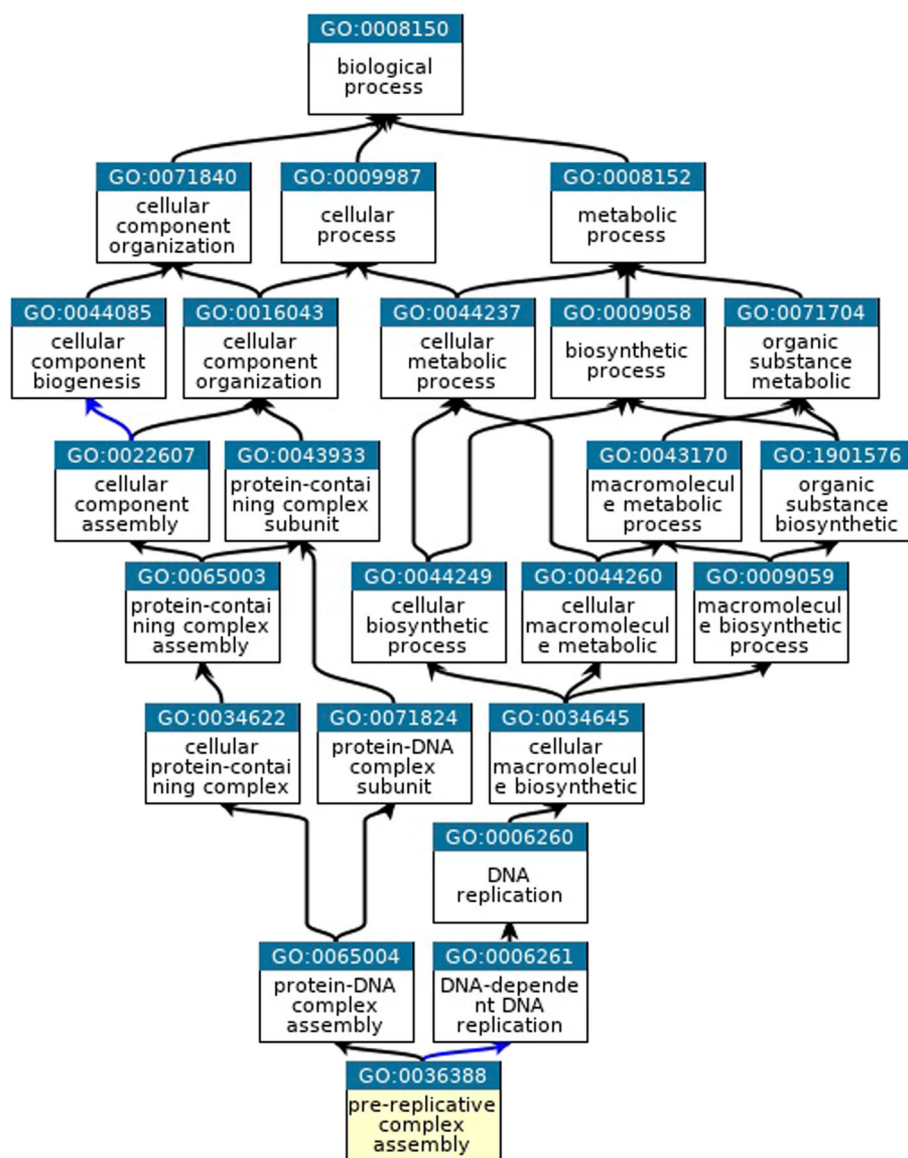 GO:0008150
biological
process
GO:0071840
cellular
component
organization
GO:0009987
cellular
process
GO:0008152
metabolic
process
GO:0044085
cellular
component
biogenesis
GO:0016043
cellular
component
organization
GO:0044237
cellular
metabolic
process
GO:0009058
biosynthetic
process
GO:0071704
organic
substance
metabolic
GO:0022607
cellular
component
assembly
GO:0043933
protein-contai
ning complex
subunit
GO:0043170
macromolecul
e metabolic
process
GO:1901576
organic
substance
biosynthetic
GO:0065003
protein-contai
ning complex
assembly
GO:0044249
cellular
biosynthetic
process
GO:0044260
cellular
macromolecul
e metabolic
GO:0009059
macromolecul
e biosynthetic
process
GO:0034622
cellular
protein-contai
ning complex
GO:0071824
protein-DNA
complex
subunit
GO:0034645
cellular
macromolecul
e biosynthetic
GO:0006260
DNA
replication
GO:0065004
protein-DNA
complex
assembly
GO:0006261
DNA-depende
nt DNA
replication
GO:0036388
pre-replicative
complex
assembly